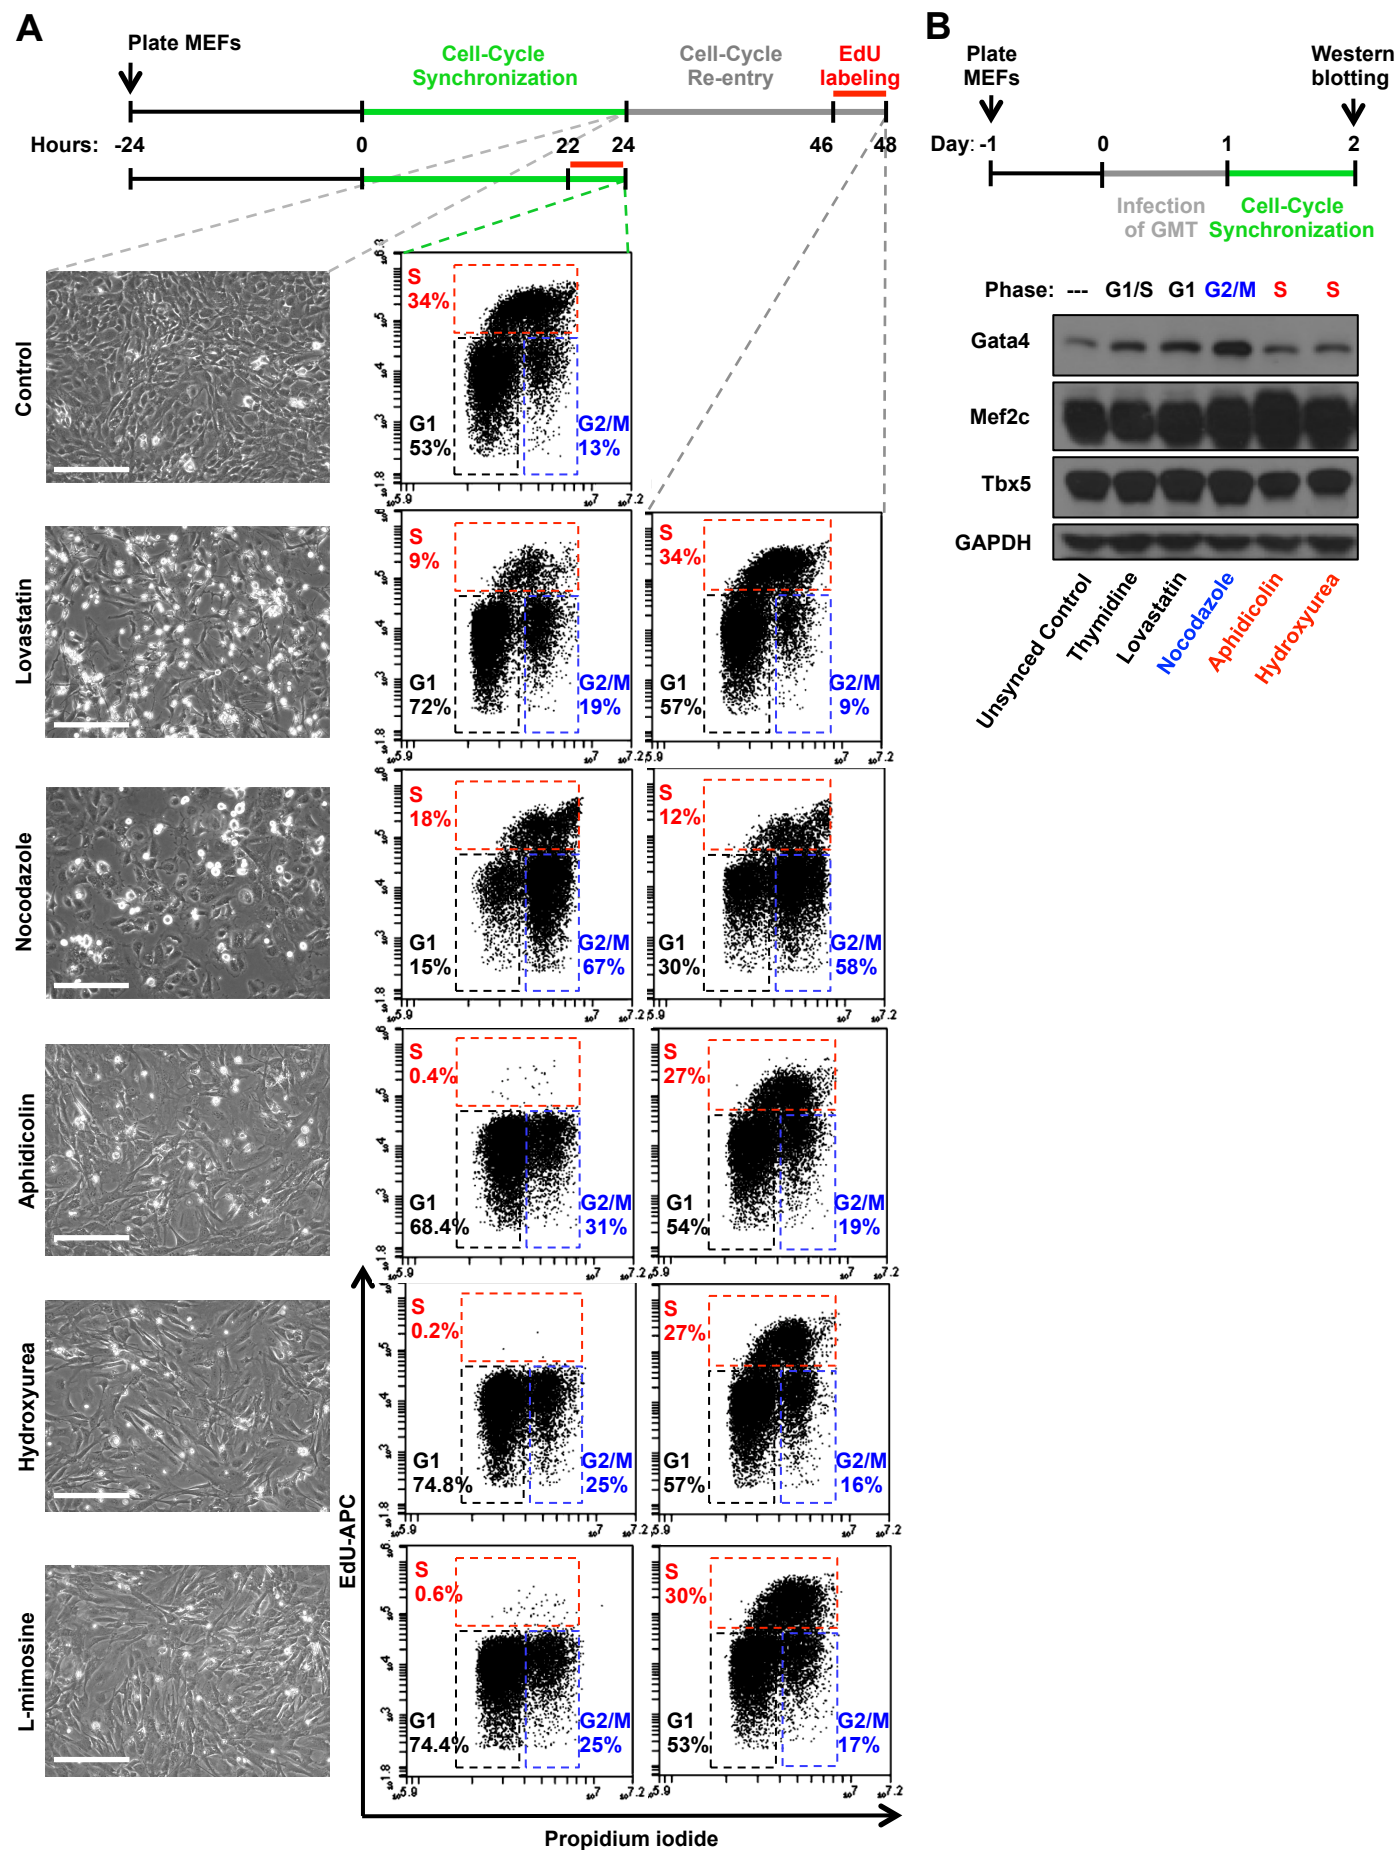 A
Plate MEFs
Cell-Cycle
Synchronization
Cell-Cycle
Re-entry
EdU
labeling
Hours: -24 0 22 24 46 48
Control
S
34%
G1
53%
G2/M
13%
Lovastatin
S
9%
G1
72%
G2/M
19%
S
34%
G1
57%
G2/M
9%
Nocodazole
S
18%
G1
15%
G2/M
67%
S
12%
G1
30%
G2/M
58%
Aphidicolin
S
0.4%
G1
68.4%
G2/M
31%
S
27%
G1
54%
G2/M
19%
Hydroxyurea
S
0.2%
G1
74.8%
G2/M
25%
S
27%
G1
57%
G2/M
16%
L-mimosine
S
0.6%
G1
74.4%
G2/M
25%
S
30%
G1
53%
G2/M
17%
EdU-APC
Propidium iodide
B
Plate
MEFs
Western
blotting
Day: -1 0 1 2
Infection
of GMT
Cell-Cycle
Synchronization
Phase: --- G1/S G1 G2/M S S
Gata4
Mef2c
Tbx5
GAPDH
Unsynced Control
Thymidine
Lovastatin
Nocodazole
Aphidicolin
Hydroxyurea